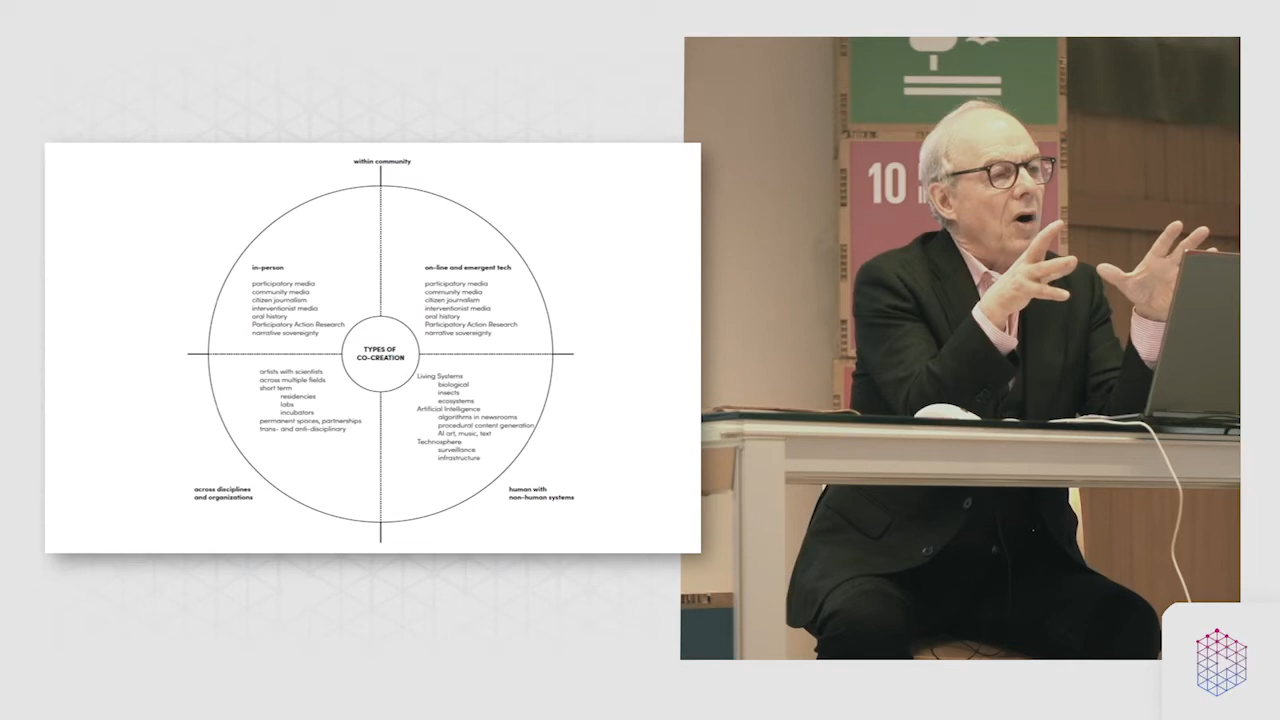 within community
in-person
participatory media
community media
citizen journalism
interventionist media
oral history
Participatory Action Research
narrative sovereignty
on-line and emergent tech
participatory media
community media
citizen journalism
interventionist media
oral history
Participatory Action Research
narrative sovereignty
TYPES OF
CO-CREATION
artists with scientists
across multiple fields
short term
residencies
labs
incubators
permanent spaces, partnerships
trans- and anti-disciplinary
Living Systems
biological
insects
ecosystems
Artificial Intelligence
algorithms in newsrooms
procedural content generation
AI art, music, text
Technosphere
surveillance
infrastructure
across disciplines
and organizations
human with
non-human systems
10